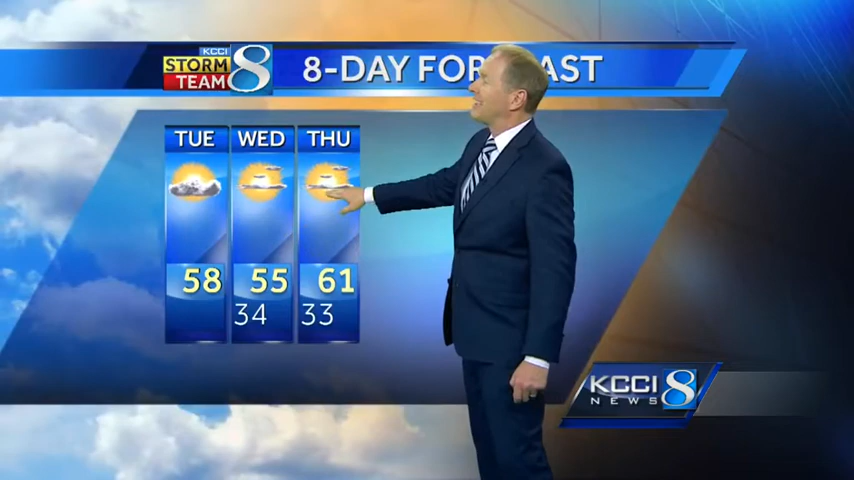 KCCI
STORM
TEAM
8
8-DAY FOR AST
TUE WED THU
58 55 61
34 33
KCCI 8
NEWS